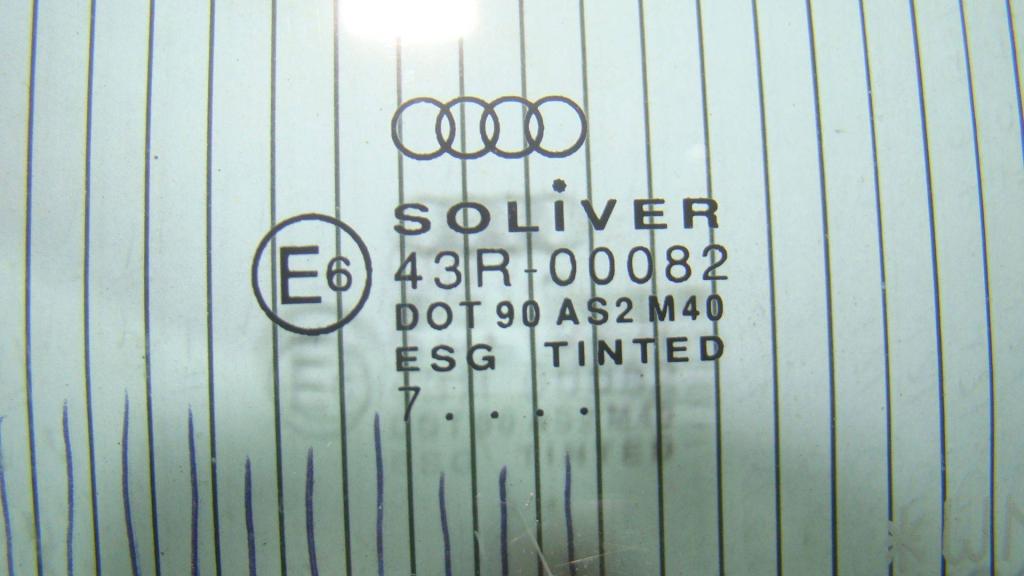 SOLiVER
E6 43R-00082
DOT 90 AS2 M40
ESG TINTED
7 . . . .